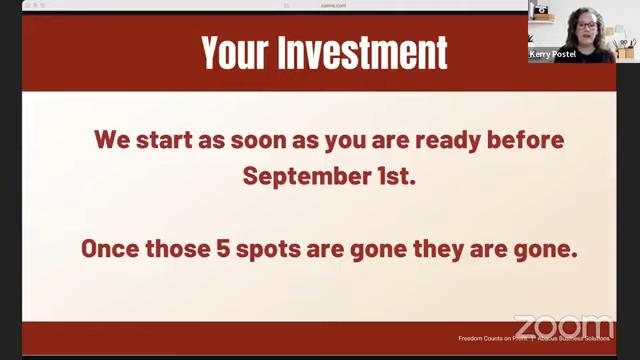 canva.com
Your Investment
Kerry Postel
We start as soon as you are ready before
September 1st.
Once those 5 spots are gone they are gone.
Freedom Counts on Profit | Abacus Business Solutions
zoom